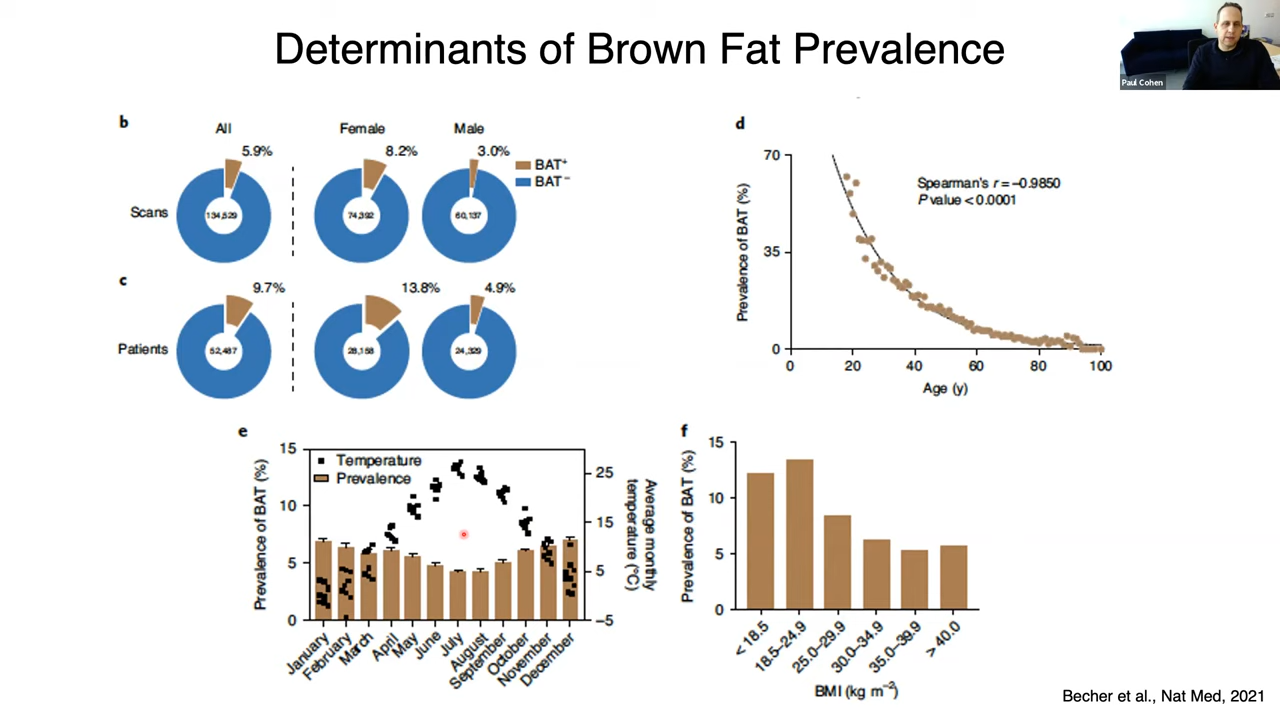 Determinants of Brown Fat Prevalence
Paul Cohen
b
All
Female
Male
5.9%
8.2%
3.0%
BAT⁺
BAT⁻
Scans
134,529
74,392
60,137
c
9.7%
13.8%
4.9%
Patients
52,487
28,158
24,329
d
Prevalence of BAT (%)
70
35
0
Spearman's r = –0.9850
P value < 0.0001
0 20 40 60 80 100
Age (y)
e
Prevalence of BAT (%)
15
10
5
0
Temperature
Prevalence
25
15
5
–5
Average monthly
temperature (°C)
January
February
March
April
May
June
July
August
September
October
November
December
f
Prevalence of BAT (%)
15
10
5
0
< 18.5
18.5–24.9
25.0–29.9
30.0–34.9
35.0–39.9
> 40.0
BMI (kg m⁻²)
Becher et al., Nat Med, 2021